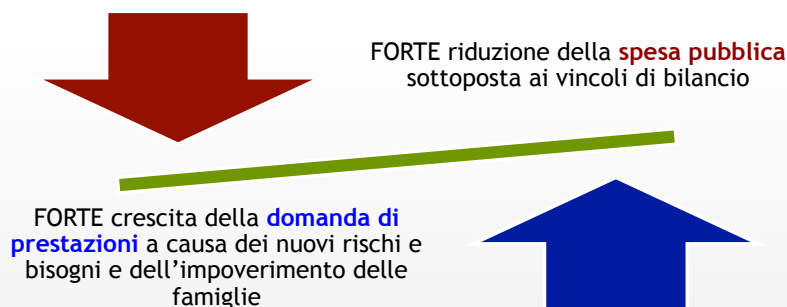 FORTE riduzione della spesa pubblica
sottoposta ai vincoli di bilancio
FORTE crescita della domanda di
prestazioni a causa dei nuovi rischi e
bisogni e dell’impoverimento delle
famiglie